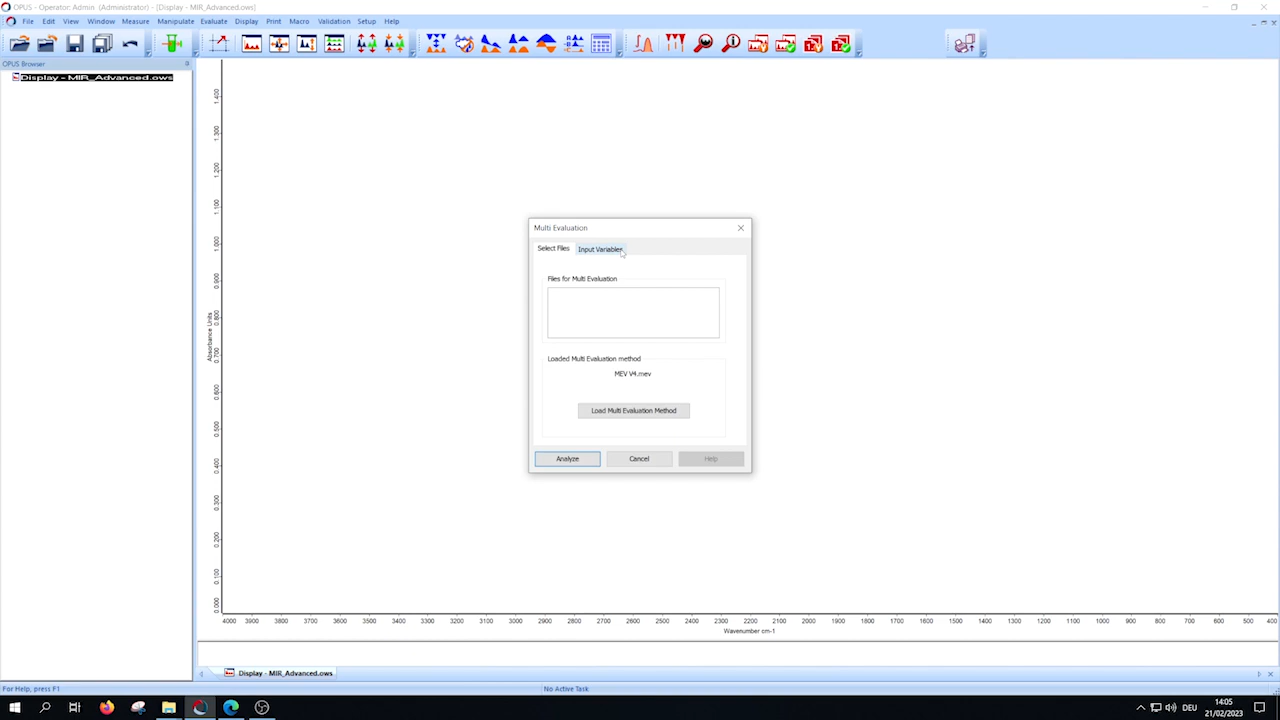 OPUS - Operator: Admin (Administrator) - [Display - MIR_Advanced.ows]
File Edit View Window Measure Manipulate Evaluate Display Print Macro Validation Setup Help
OPUS Browser
Display - MIR_Advanced.ows
1.400
1.300
1.200
1.100
1.000
0.900
0.800
0.700
0.600
0.500
0.400
0.300
0.200
0.100
0.000
Absorbance Units
Multi Evaluation
Select Files Input Variables
Files for Multi Evaluation
Loaded Multi Evaluation method
MEV V4.mev
Load Multi Evaluation Method
Analyze Cancel Help
4000 3900 3800 3700 3600 3500 3400 3300 3200 3100 3000 2900 2800 2700 2600 2500 2400 2300 2200 2100 2000 1900 1800 1700 1600 1500 1400 1300 1200 1100 1000 900 800 700 600 500 400
Wavenumber cm-1
Display - MIR_Advanced.ows
For Help, press F1 No Active Task
DEU 14:05
21/02/2023